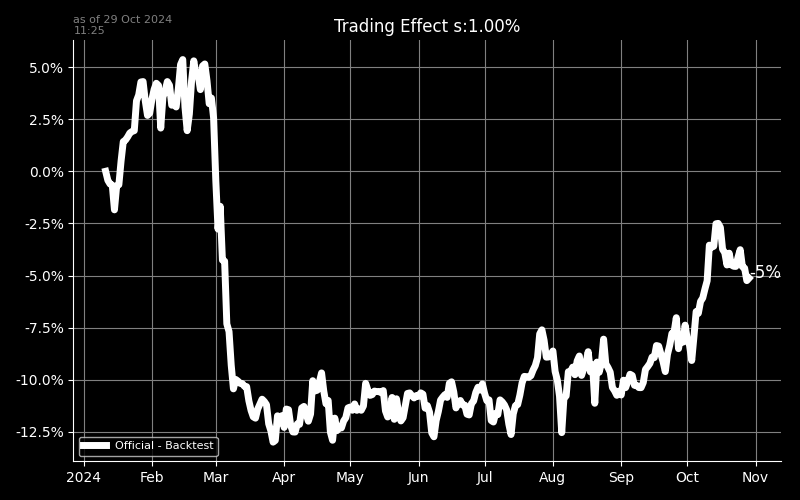 as of 29 Oct 2024
11:25
Trading Effect s:1.00%
5.0%
2.5%
0.0%
-2.5%
-5.0%
-7.5%
-10.0%
-12.5%
-5%
Official - Backtest
2024 Feb Mar Apr May Jun Jul Aug Sep Oct Nov